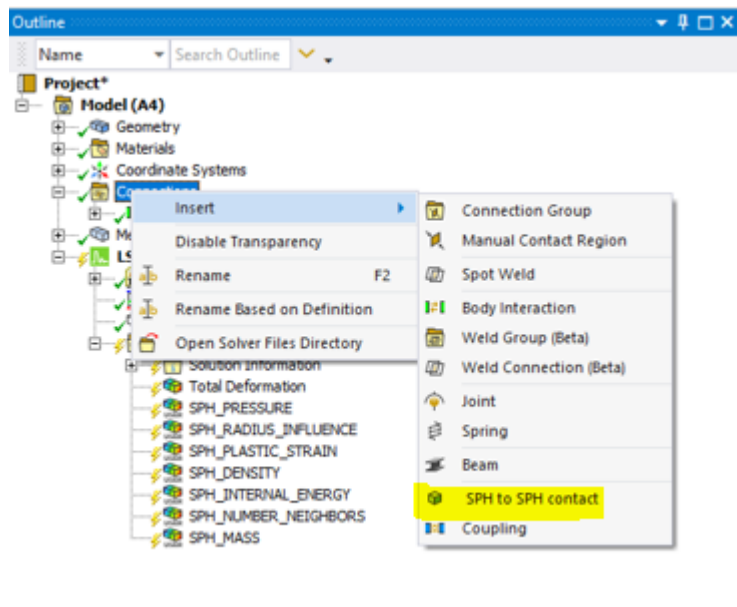 Outline
Name Search Outline
Project*
Model (A4)
Geometry
Materials
Coordinate Systems
Connections
Insert
Disable Transparency
Rename F2
Rename Based on Definition
Open Solver Files Directory
Connection Group
Manual Contact Region
Spot Weld
Body Interaction
Weld Group (Beta)
Weld Connection (Beta)
Joint
Spring
Beam
SPH to SPH contact
Coupling
Me
LS
Solution Information
Total Deformation
SPH_PRESSURE
SPH_RADIUS_INFLUENCE
SPH_PLASTIC_STRAIN
SPH_DENSITY
SPH_INTERNAL_ENERGY
SPH_NUMBER_NEIGHBORS
SPH_MASS